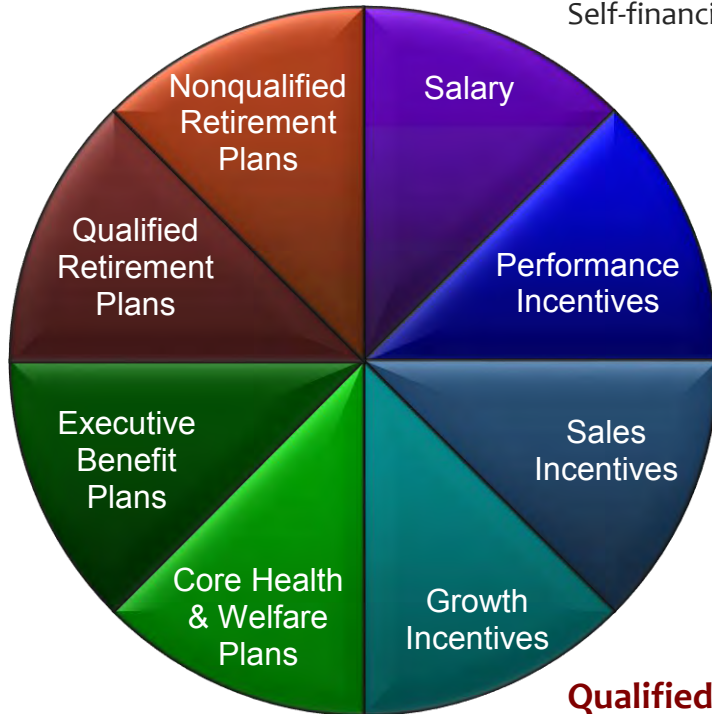 Self-financi
Nonqualified
Retirement
Plans
Salary
Qualified
Retirement
Plans
Performance
Incentives
Executive
Benefit
Plans
Sales
Incentives
Core Health
& Welfare
Plans
Growth
Incentives
Qualified